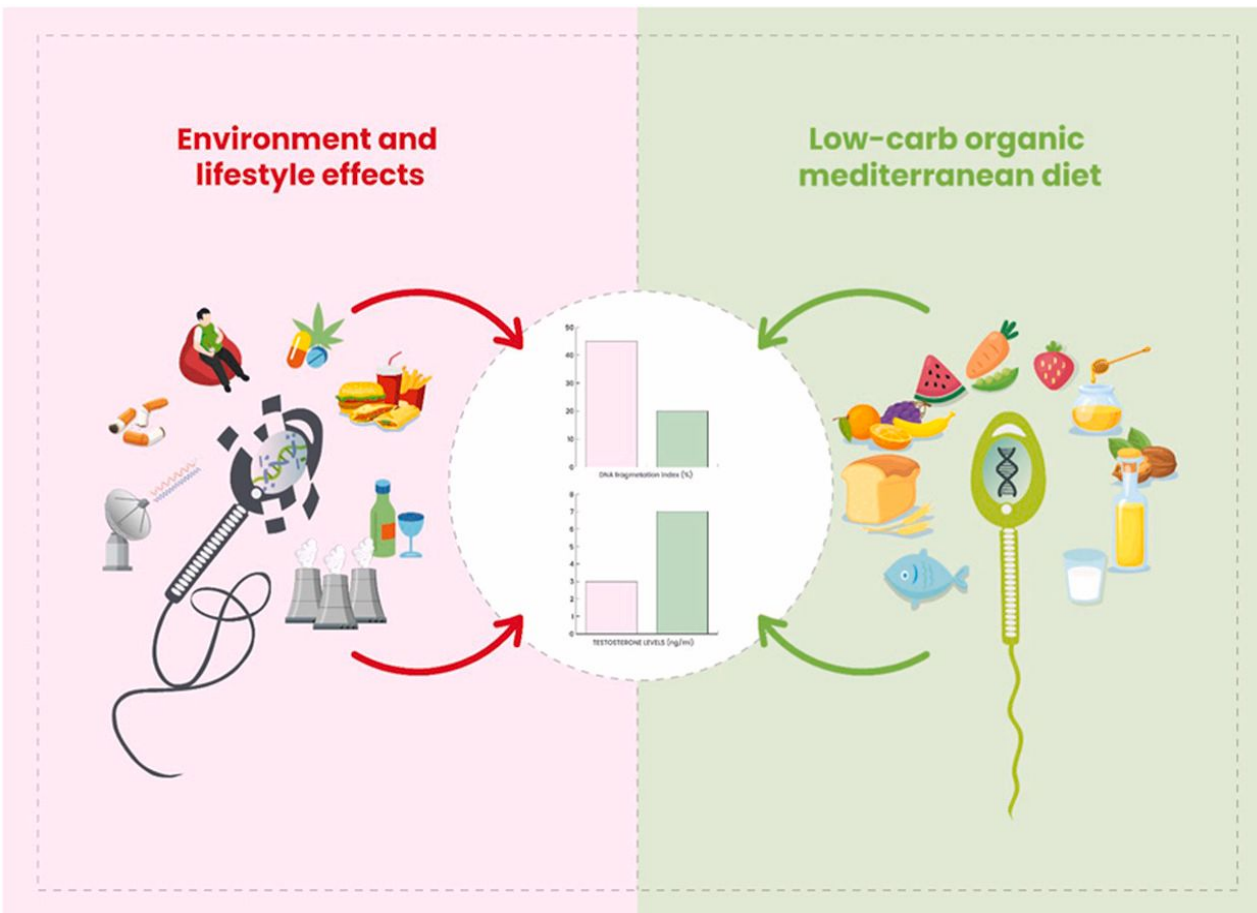 Environment and
lifestyle effects
Low-carb organic
mediterranean diet
50
40
30
20
10
0
DNA fragmetation index (%)
8
7
6
5
4
3
2
1
0
TESTOSTERONE LEVELS (ng/ml)